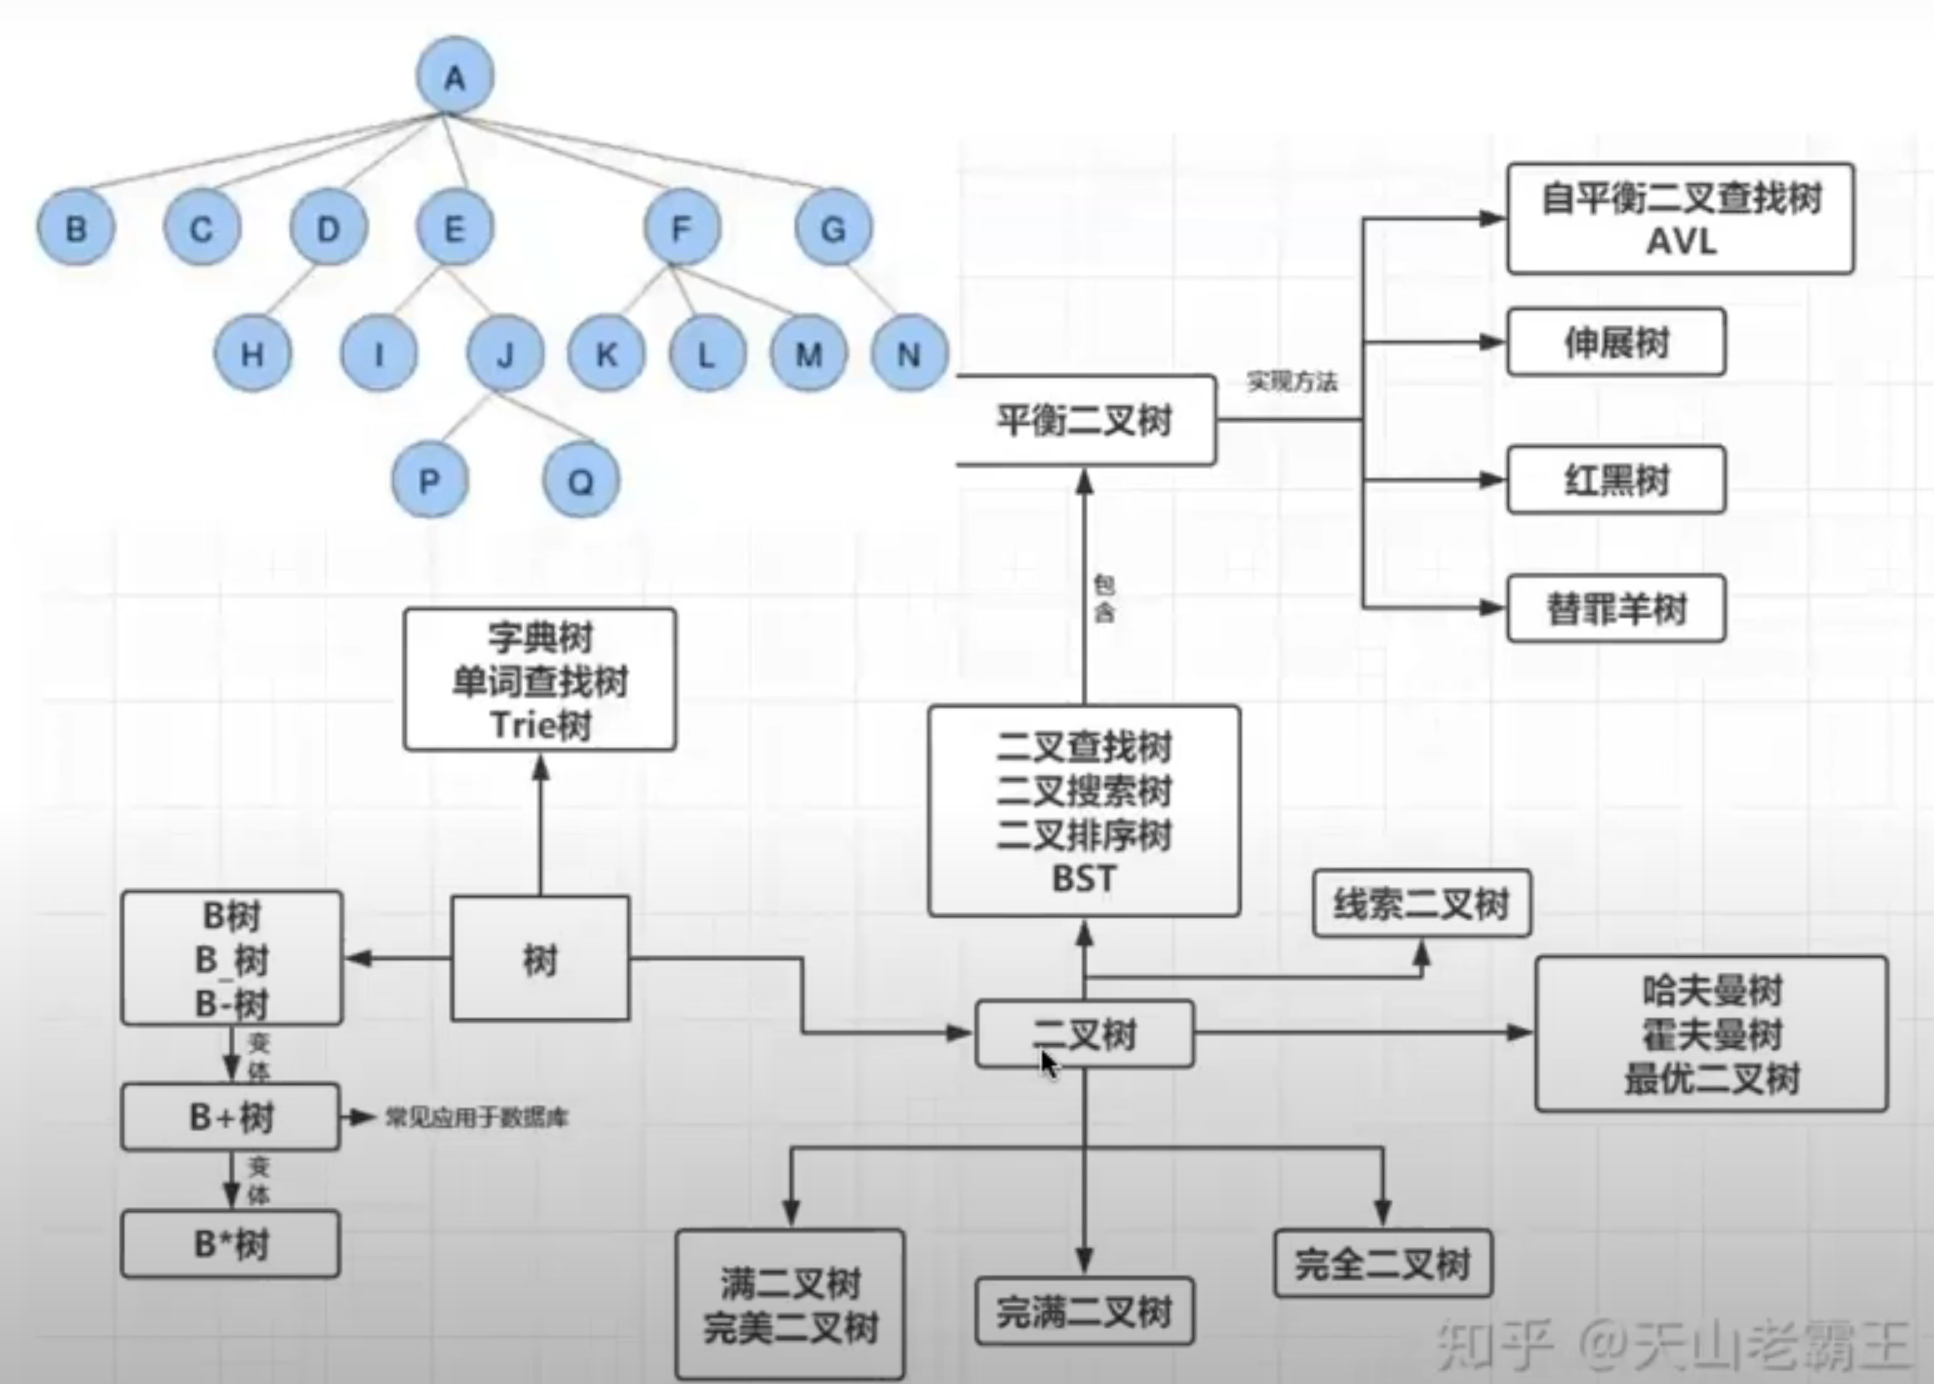 A
B
C
D
E
F
G
H
I
J
K
L
M
N
P
Q
自平衡二叉查找树
AVL
伸展树
实现方法
平衡二叉树
红黑树
包
含
替罪羊树
字典树
单词查找树
Trie树
二叉查找树
二叉搜索树
二叉排序树
BST
线索二叉树
B树
B_树
B-树
树
二叉树
哈夫曼树
霍夫曼树
最优二叉树
变
体
B+树
常见应用于数据库
变
体
B*树
满二叉树
完美二叉树
完满二叉树
完全二叉树
知乎 @天山老霸王